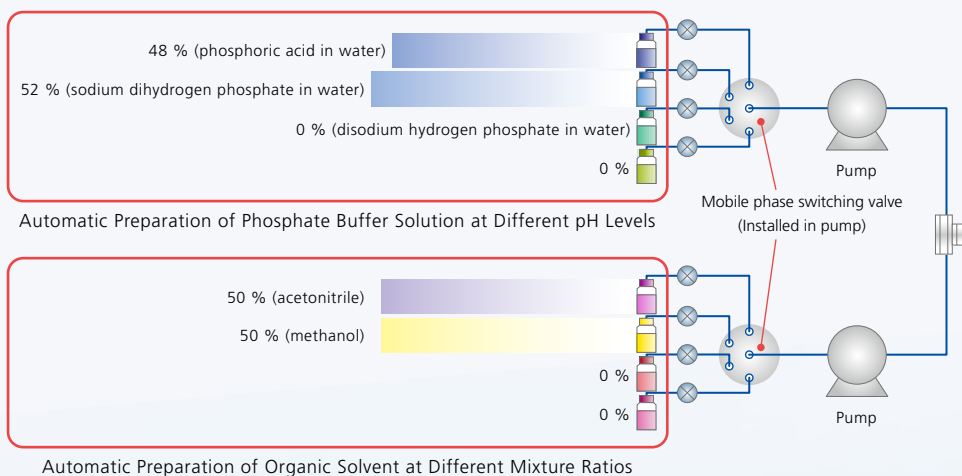 48 % (phosphoric acid in water)
52 % (sodium dihydrogen phosphate in water)
0 % (disodium hydrogen phosphate in water)
0 %
Pump
Automatic Preparation of Phosphate Buffer Solution at Different pH Levels
Mobile phase switching valve
(Installed in pump)
50 % (acetonitrile)
50 % (methanol)
0 %
0 %
Pump
Automatic Preparation of Organic Solvent at Different Mixture Ratios